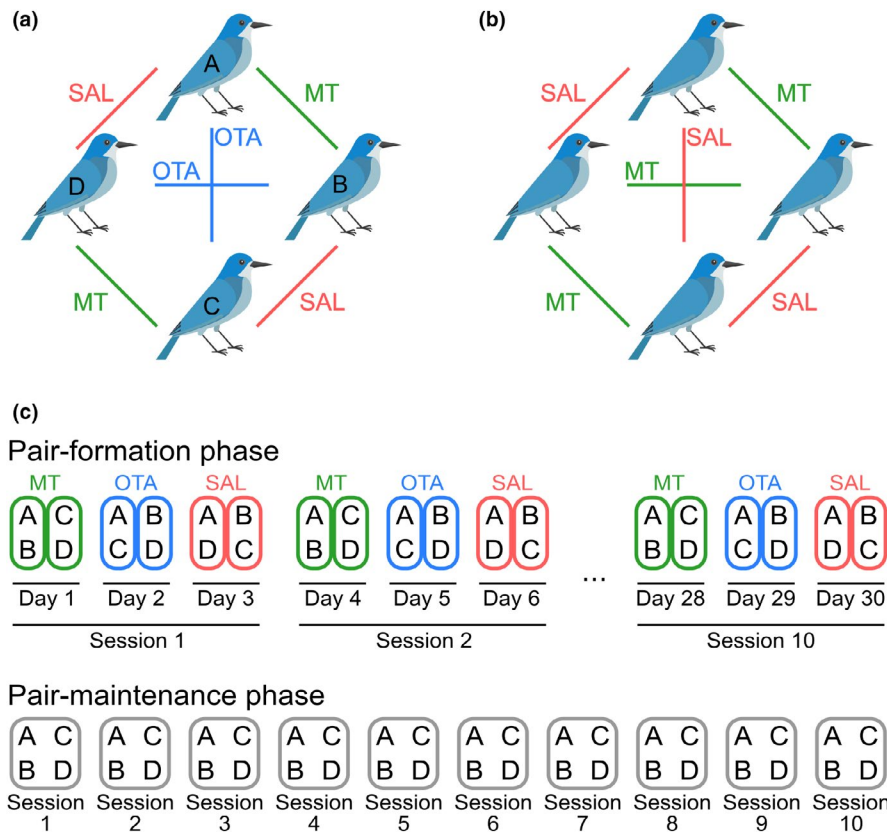 (a)
A
SAL
MT
OTA
OTA
D
B
C
MT
SAL
(b)
SAL
MT
SAL
MT
MT
SAL
(c)
Pair-formation phase
MT OTA SAL MT OTA SAL MT OTA SAL
A C A B A B A C A B A B A C A B A B
B D C D D C B D C D D C B D C D D C
Day 1 Day 2 Day 3 Day 4 Day 5 Day 6 ... Day 28 Day 29 Day 30
Session 1 Session 2 Session 10
Pair-maintenance phase
A C A C A C A C A C A C A C A C A C A C
B D B D B D B D B D B D B D B D B D B D
Session Session Session Session Session Session Session Session Session Session
1 2 3 4 5 6 7 8 9 10